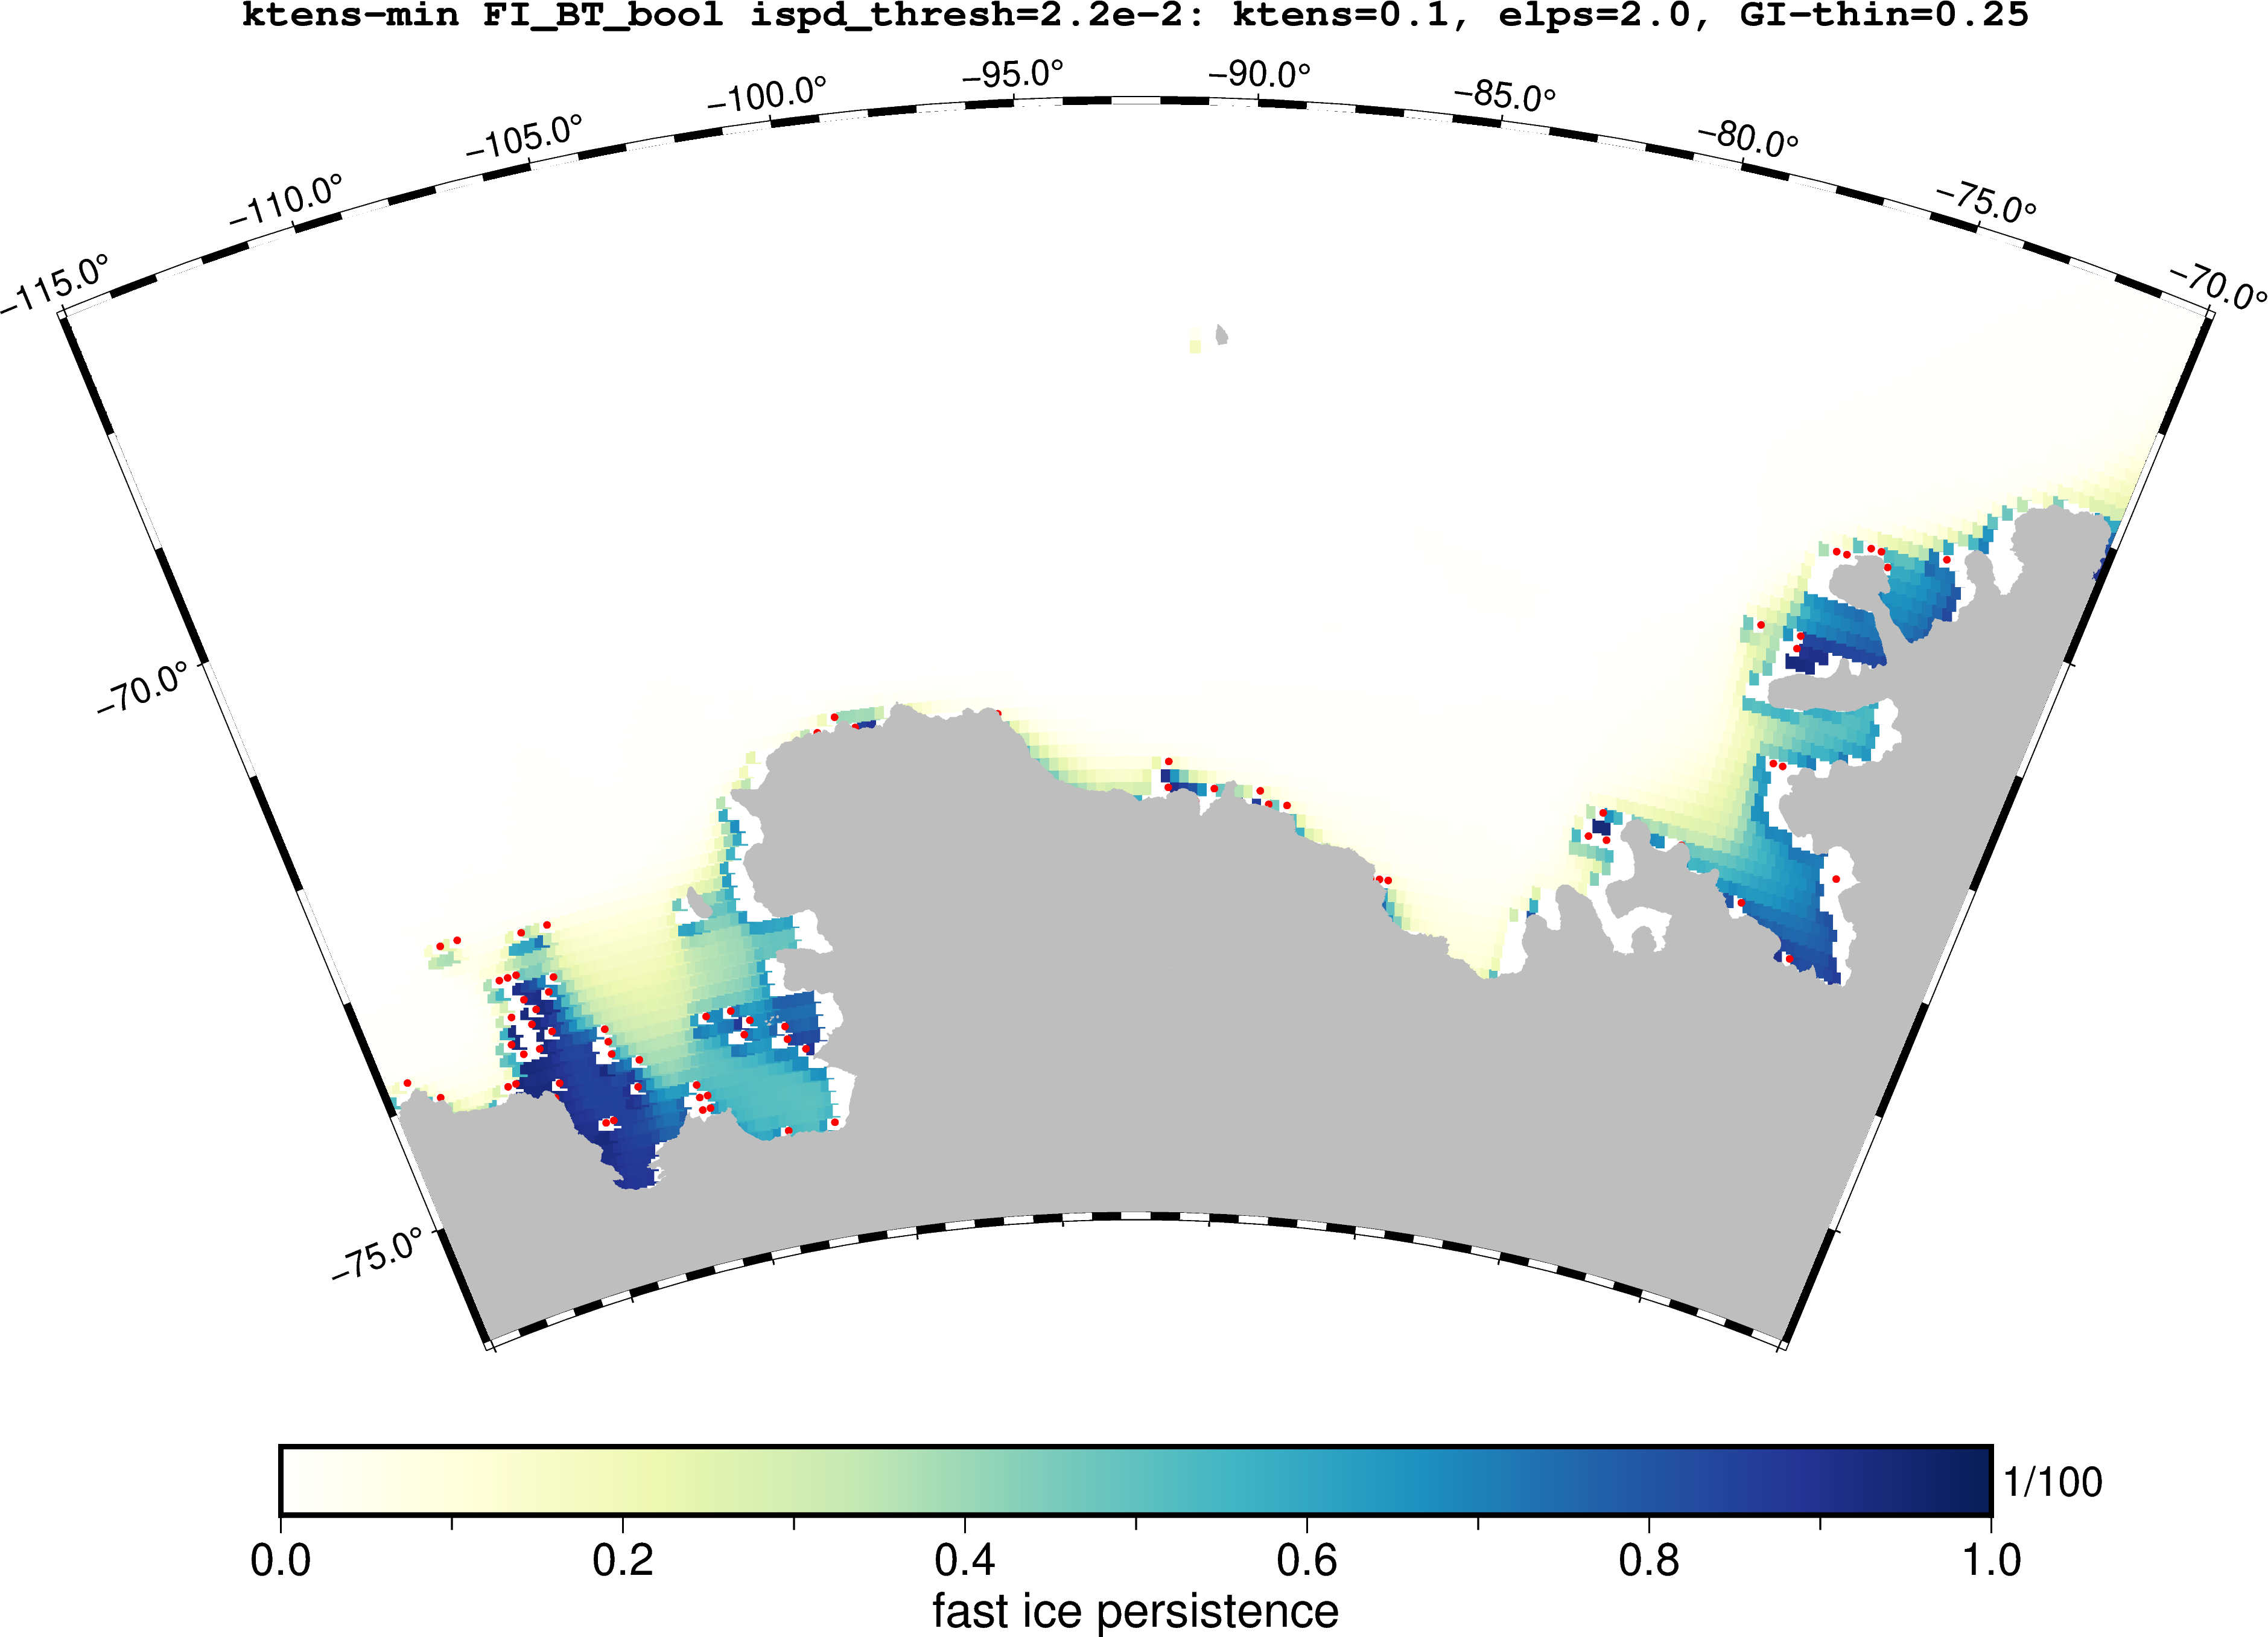 ktens-min FI_BT_bool ispd_thresh=2.2e-2: ktens=0.1, elps=2.0, GI-thin=0.25
-115.0° -110.0° -105.0° -100.0° -95.0° -90.0° -85.0° -80.0° -75.0° -70.0°
-70.0°
-75.0°
1/100
0.0 0.2 0.4 0.6 0.8 1.0
fast ice persistence